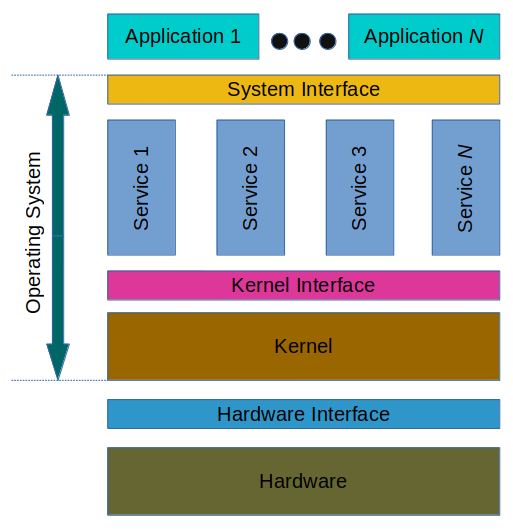 Application 1
Application N
System Interface
Operating System
Service 1
Service 2
Service 3
Service N
Kernel Interface
Kernel
Hardware Interface
Hardware